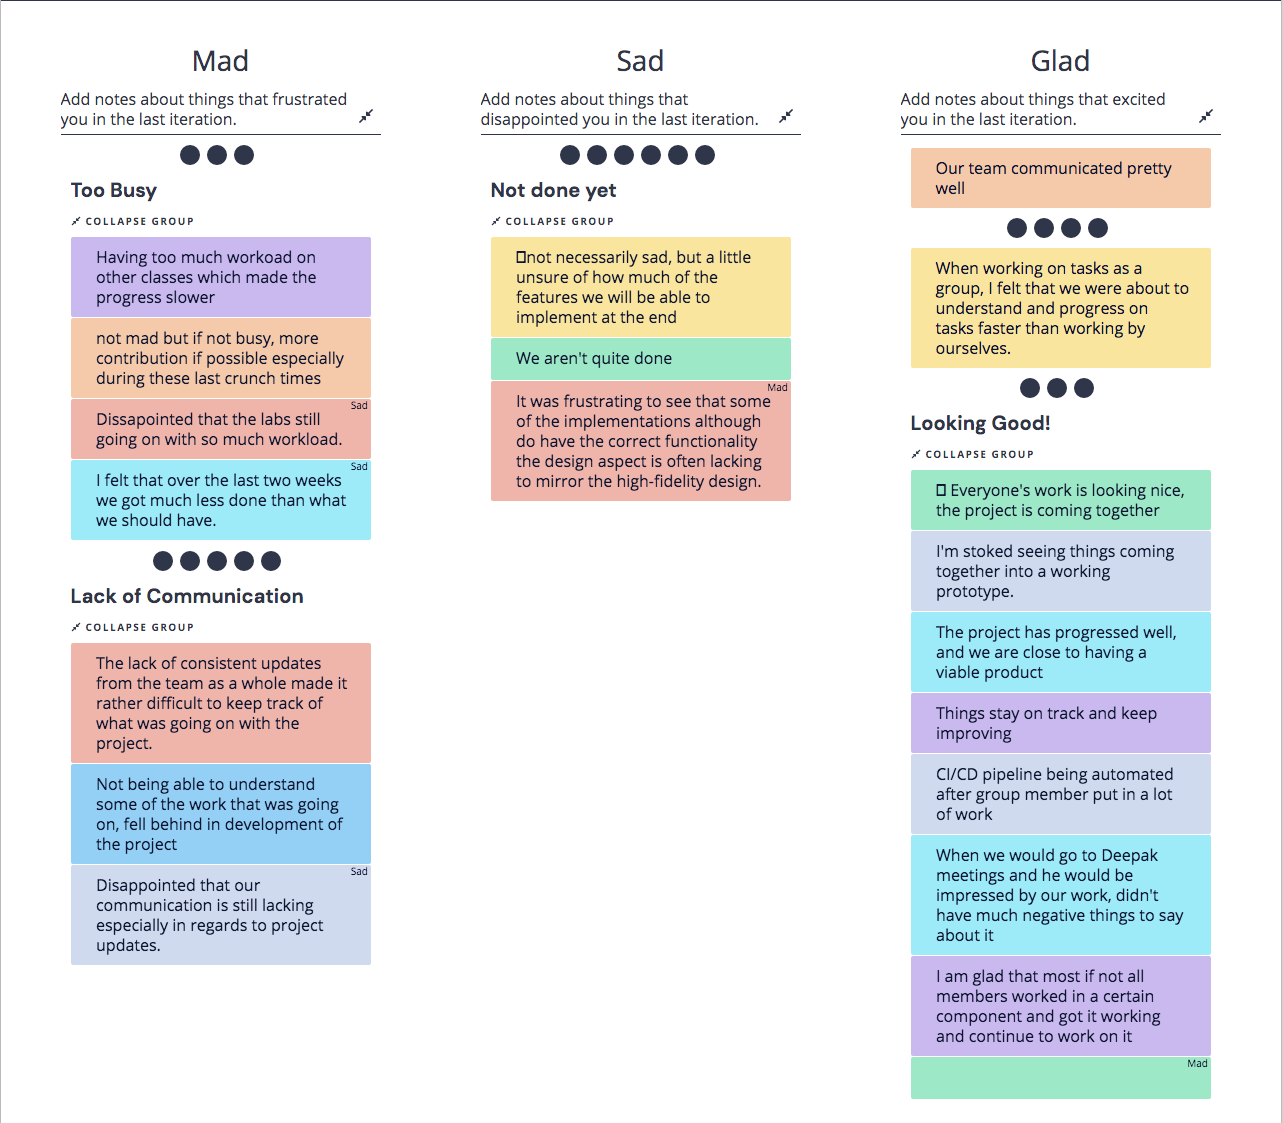 Mad
Add notes about things that frustrated
you in the last iteration.
Too Busy
COLLAPSE GROUP
Having too much workoad on
other classes which made the
progress slower
not mad but if not busy, more
contribution if possible especially
during these last crunch times
Sad
Dissapointed that the labs still
going on with so much workload.
Sad
I felt that over the last two weeks
we got much less done than what
we should have.
Lack of Communication
COLLAPSE GROUP
The lack of consistent updates
from the team as a whole made it
rather difficult to keep track of
what was going on with the
project.
Not being able to understand
some of the work that was going
on, fell behind in development of
the project
Sad
Disappointed that our
communication is still lacking
especially in regards to project
updates.
Sad
Add notes about things that
disappointed you in the last iteration.
Not done yet
COLLAPSE GROUP
not necessarily sad, but a little
unsure of how much of the
features we will be able to
implement at the end
We aren't quite done
Mad
It was frustrating to see that some
of the implementations although
do have the correct functionality
the design aspect is often lacking
to mirror the high-fidelity design.
Glad
Add notes about things that excited
you in the last iteration.
Our team communicated pretty
well
When working on tasks as a
group, I felt that we were about to
understand and progress on
tasks faster than working by
ourselves.
Looking Good!
COLLAPSE GROUP
Everyone's work is looking nice,
the project is coming together
I'm stoked seeing things coming
together into a working
prototype.
The project has progressed well,
and we are close to having a
viable product
Things stay on track and keep
improving
CI/CD pipeline being automated
after group member put in a lot
of work
When we would go to Deepak
meetings and he would be
impressed by our work, didn't
have much negative things to say
about it
I am glad that most if not all
members worked in a certain
component and got it working
and continue to work on it
Mad